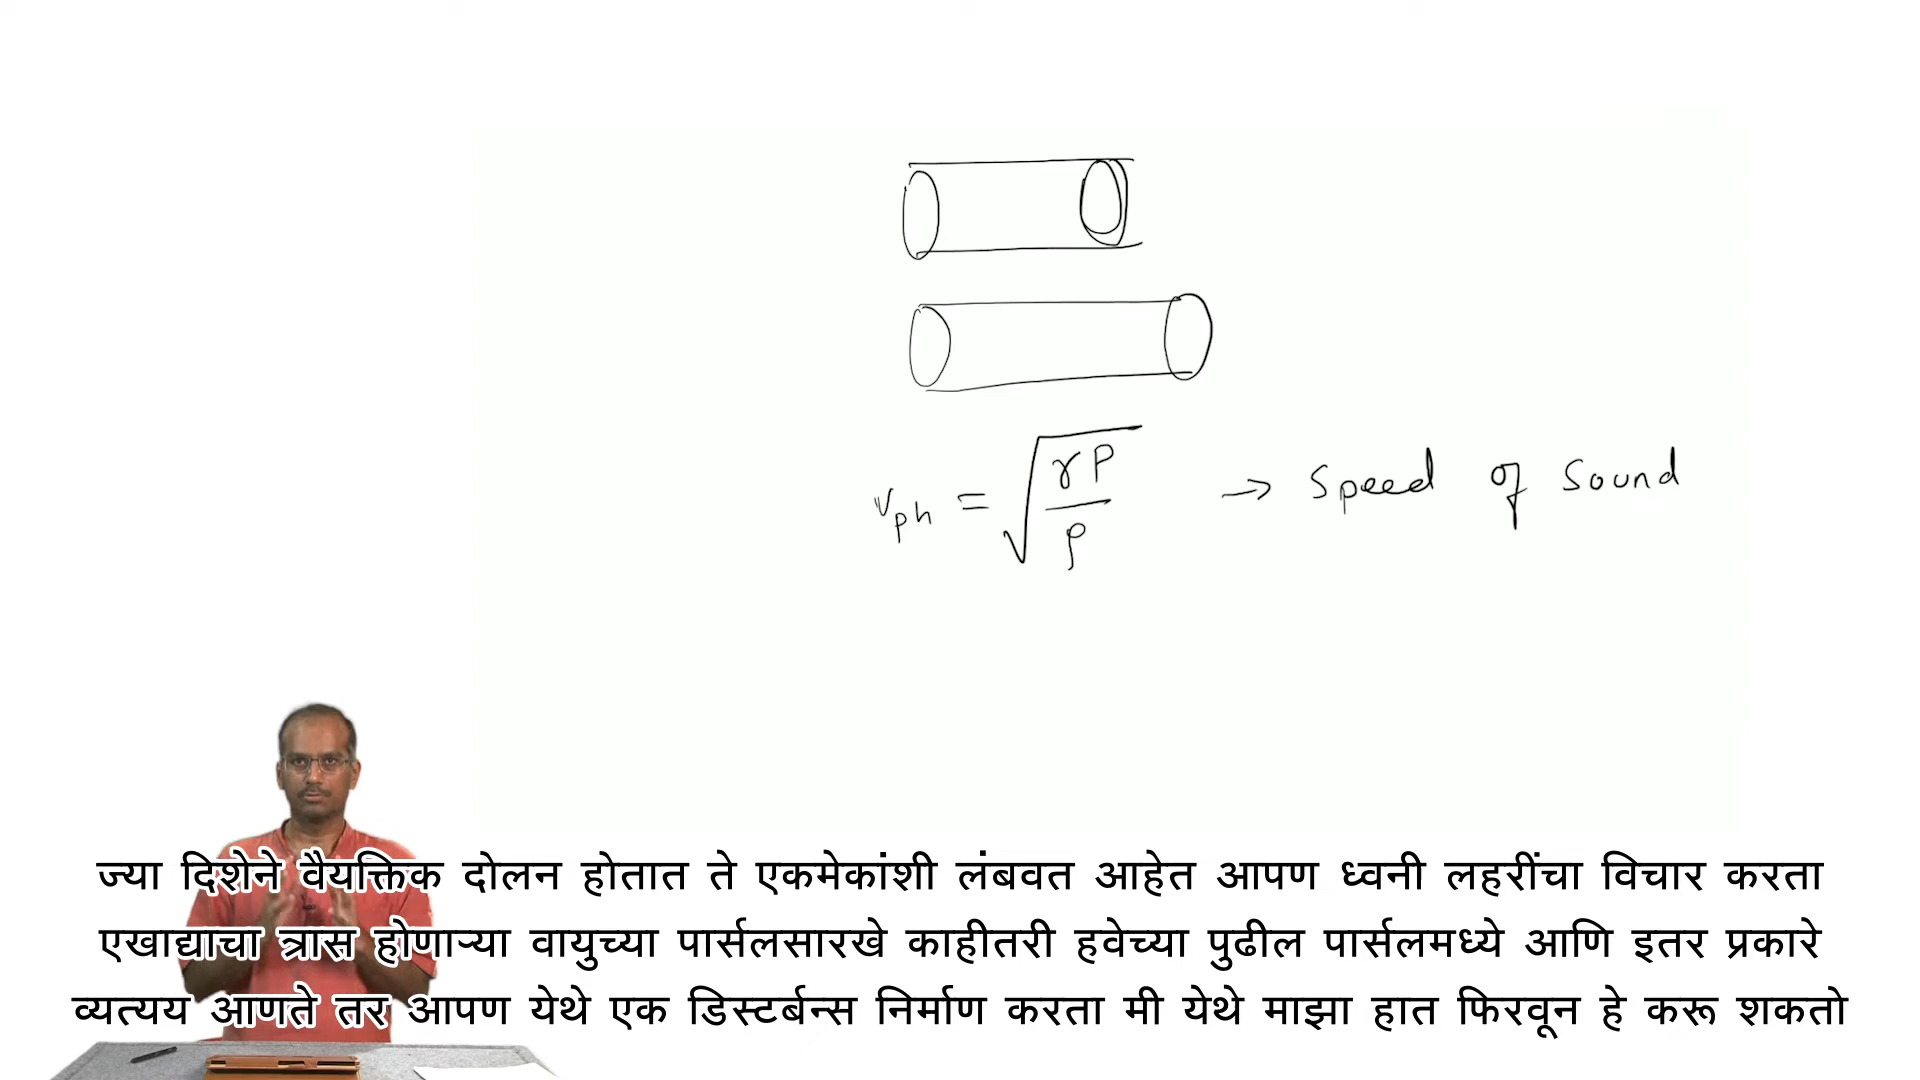 v_ph = √(γP/ρ) → Speed of Sound
ज्या दिशेने वैयक्तिक दोलन होतात ते एकमेकांशी लंबवत आहेत आपण ध्वनी लहरींचा विचार करता
एखाद्याचा त्रास होणाऱ्या वायुच्या पार्सलसारखे काहीतरी हवेच्या पुढील पार्सलमध्ये आणि इतर प्रकारे
व्यत्यय आणते तर आपण येथे एक डिस्टर्बन्स निर्माण करता मी येथे माझा हात फिरवून हे करू शकतो